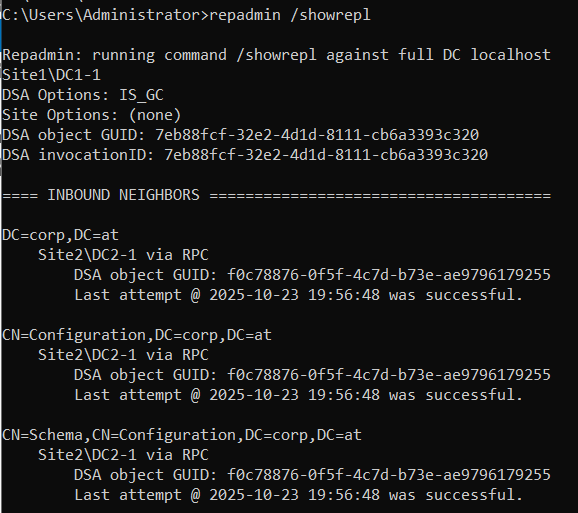 C:\Users\Administrator>repadmin /showrepl
Repadmin: running command /showrepl against full DC localhost
Site1\DC1-1
DSA Options: IS_GC
Site Options: (none)
DSA object GUID: 7eb88fcf-32e2-4d1d-8111-cb6a3393c320
DSA invocationID: 7eb88fcf-32e2-4d1d-8111-cb6a3393c320
==== INBOUND NEIGHBORS ======================================
DC=corp,DC=at
    Site2\DC2-1 via RPC
        DSA object GUID: f0c78876-0f5f-4c7d-b73e-ae9796179255
        Last attempt @ 2025-10-23 19:56:48 was successful.
CN=Configuration,DC=corp,DC=at
    Site2\DC2-1 via RPC
        DSA object GUID: f0c78876-0f5f-4c7d-b73e-ae9796179255
        Last attempt @ 2025-10-23 19:56:48 was successful.
CN=Schema,CN=Configuration,DC=corp,DC=at
    Site2\DC2-1 via RPC
        DSA object GUID: f0c78876-0f5f-4c7d-b73e-ae9796179255
        Last attempt @ 2025-10-23 19:56:48 was successful.